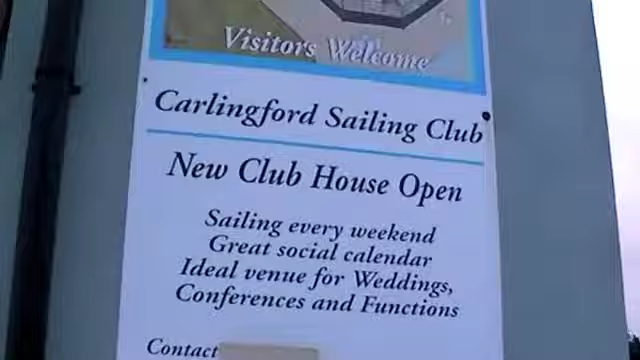 Visitors Welcome
Carlingford Sailing Club
New Club House Open
Sailing every weekend
Great social calendar
Ideal venue for Weddings,
Conferences and Functions
Contact